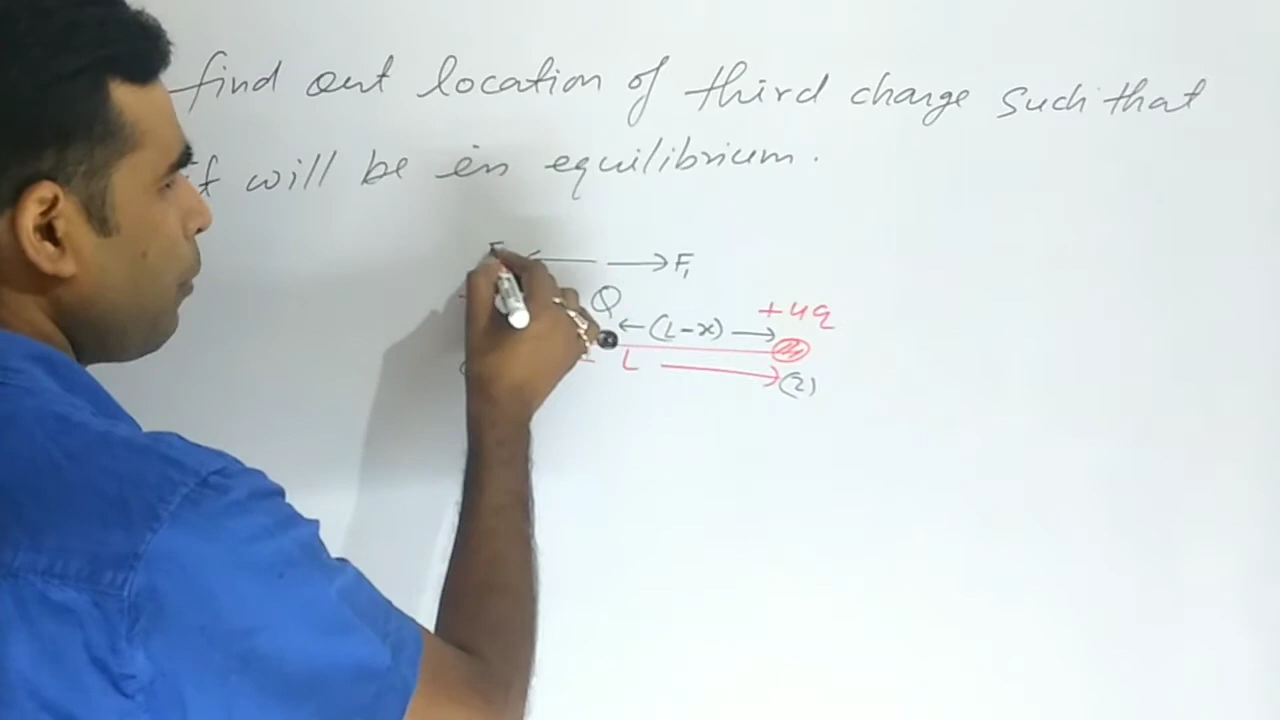 find out location of third charge such that
will be in equilibrium.
F F₁
Q +4q
(L-x)
L (2)